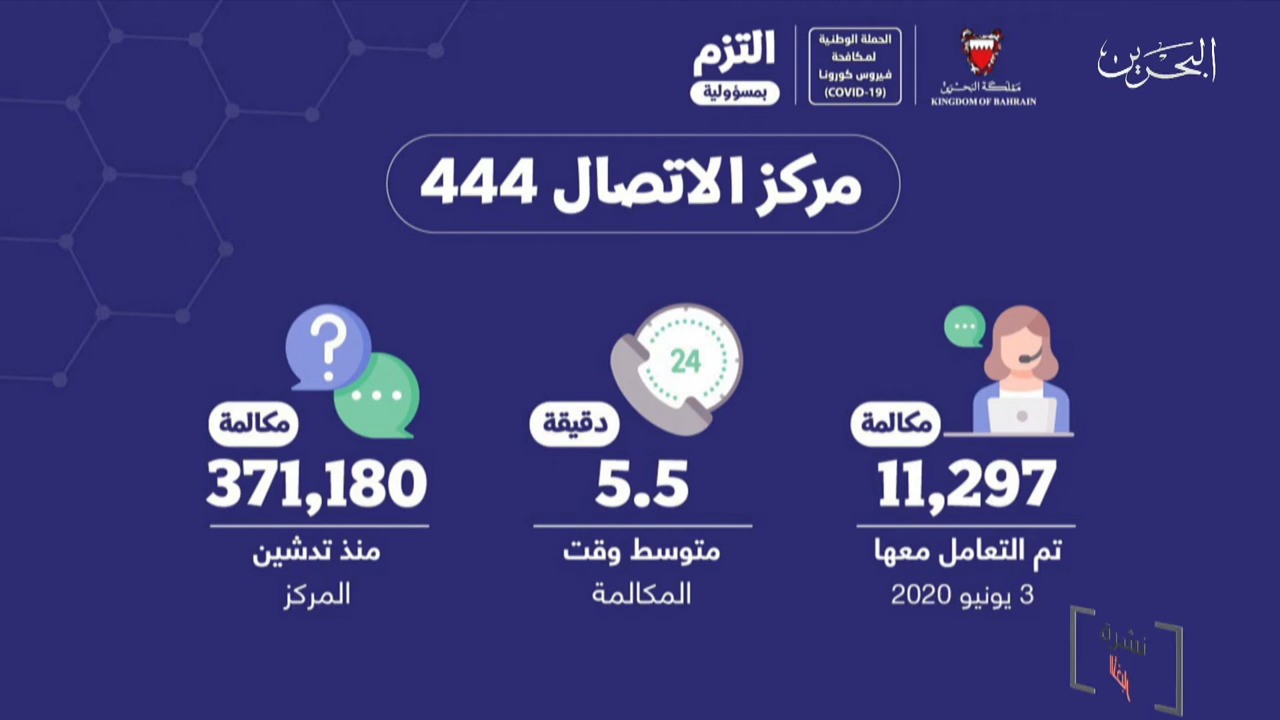 البحرين
مملكة البحرين
KINGDOM OF BAHRAIN
الحملة الوطنية
لمكافحة
فيروس كورونا
(COVID-19)
التزم
بمسؤولية
مركز الاتصال 444
مكالمة
11,297
تم التعامل معها
3 يونيو 2020
24
دقيقة
5.5
متوسط وقت
المكالمة
?
مكالمة
371,180
منذ تدشين
المركز
نشرة